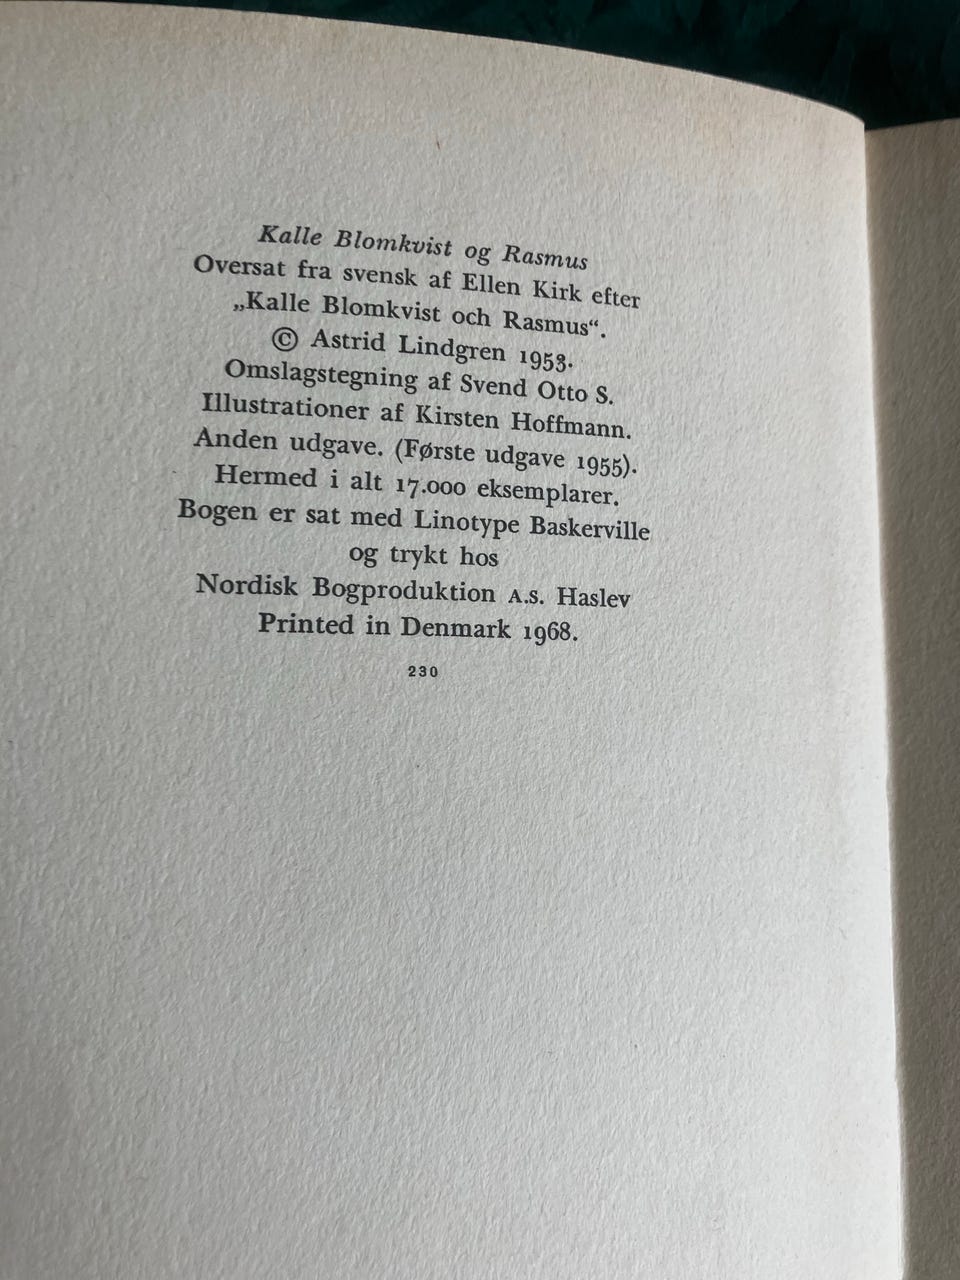 Kalle Blomkvist og Rasmus
Oversat fra svensk af Ellen Kirk efter
„Kalle Blomkvist och Rasmus“.
© Astrid Lindgren 1953.
Omslagstegning af Svend Otto S.
Illustrationer af Kirsten Hoffmann.
Anden udgave. (Første udgave 1955).
Hermed i alt 17.000 eksemplarer.
Bogen er sat med Linotype Baskerville
og trykt hos
Nordisk Bogproduktion A.S. Haslev
Printed in Denmark 1968.
230